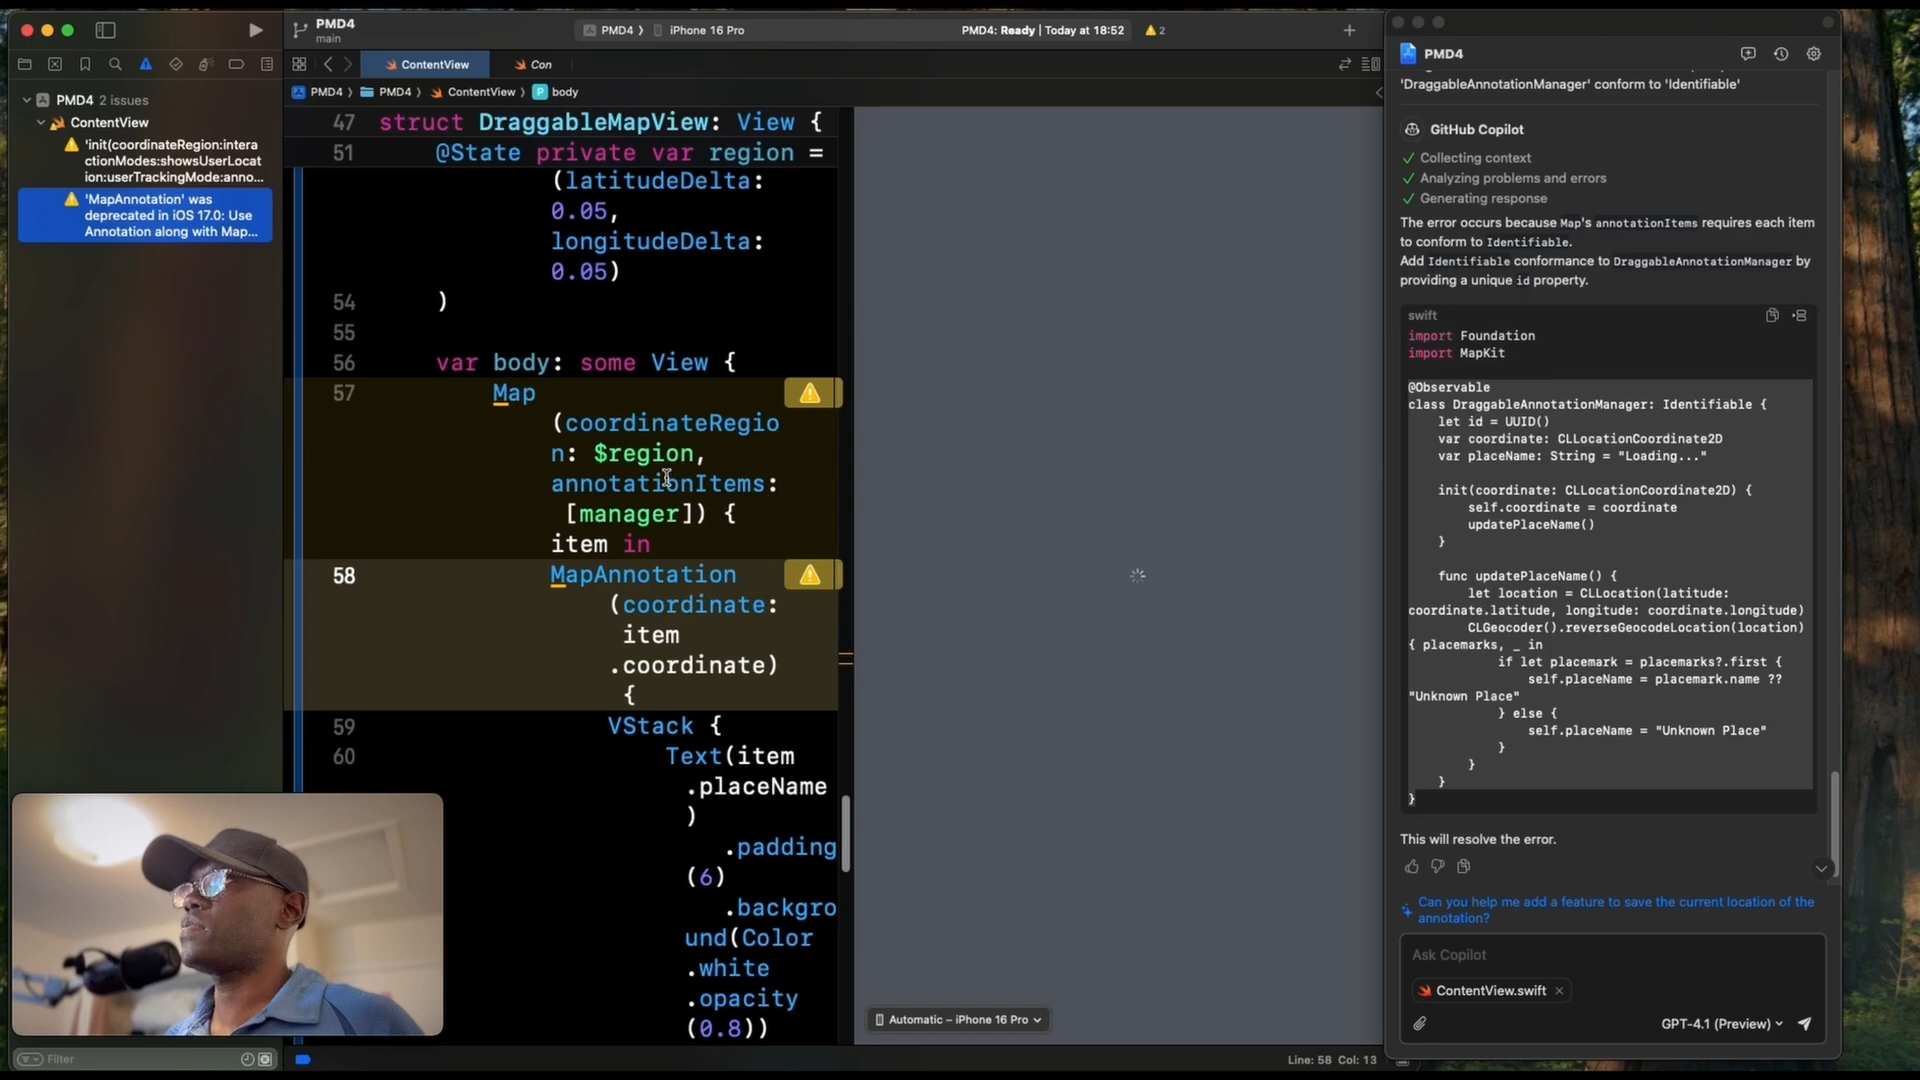 PMD4
main
PMD4
iPhone 16 Pro
PMD4: Ready | Today at 18:52
2
PMD4 2 issues
ContentView
'init(coordinateRegion:intera
ctionModes:showsUserLocat
ion:userTrackingMode:anno...
'MapAnnotation' was
deprecated in iOS 17.0: Use
Annotation along with Map...
Filter
ContentView
Con
PMD4
PMD4
ContentView
P
body
47 struct DraggableMapView: View {
51 @State private var region =
(latitudeDelta:
0.05,
longitudeDelta:
0.05)
54 )
55
56 var body: some View {
57 Map
(coordinateRegio
n: $region,
annotationItems:
[manager]) {
item in
58 MapAnnotation
(coordinate:
item
.coordinate)
{
59 VStack {
60 Text(item
.placeName
)
.padding
(6)
.backgro
und(Color
.white
.opacity
(0.8))
Automatic – iPhone 16 Pro
Line: 58 Col: 13
PMD4
'DraggableAnnotationManager' conform to 'Identifiable'
GitHub Copilot
Collecting context
Analyzing problems and errors
Generating response
The error occurs because Map's annotationItems requires each item
to conform to Identifiable.
Add Identifiable conformance to DraggableAnnotationManager by
providing a unique id property.
swift
import Foundation
import MapKit
@Observable
class DraggableAnnotationManager: Identifiable {
let id = UUID()
var coordinate: CLLocationCoordinate2D
var placeName: String = "Loading..."
init(coordinate: CLLocationCoordinate2D) {
self.coordinate = coordinate
updatePlaceName()
}
func updatePlaceName() {
let location = CLLocation(latitude:
coordinate.latitude, longitude: coordinate.longitude)
CLGeocoder().reverseGeocodeLocation(location)
{ placemarks, _ in
if let placemark = placemarks?.first {
self.placeName = placemark.name ??
"Unknown Place"
} else {
self.placeName = "Unknown Place"
}
}
}
}
This will resolve the error.
Can you help me add a feature to save the current location of the
annotation?
Ask Copilot
ContentView.swift
GPT-4.1 (Preview)